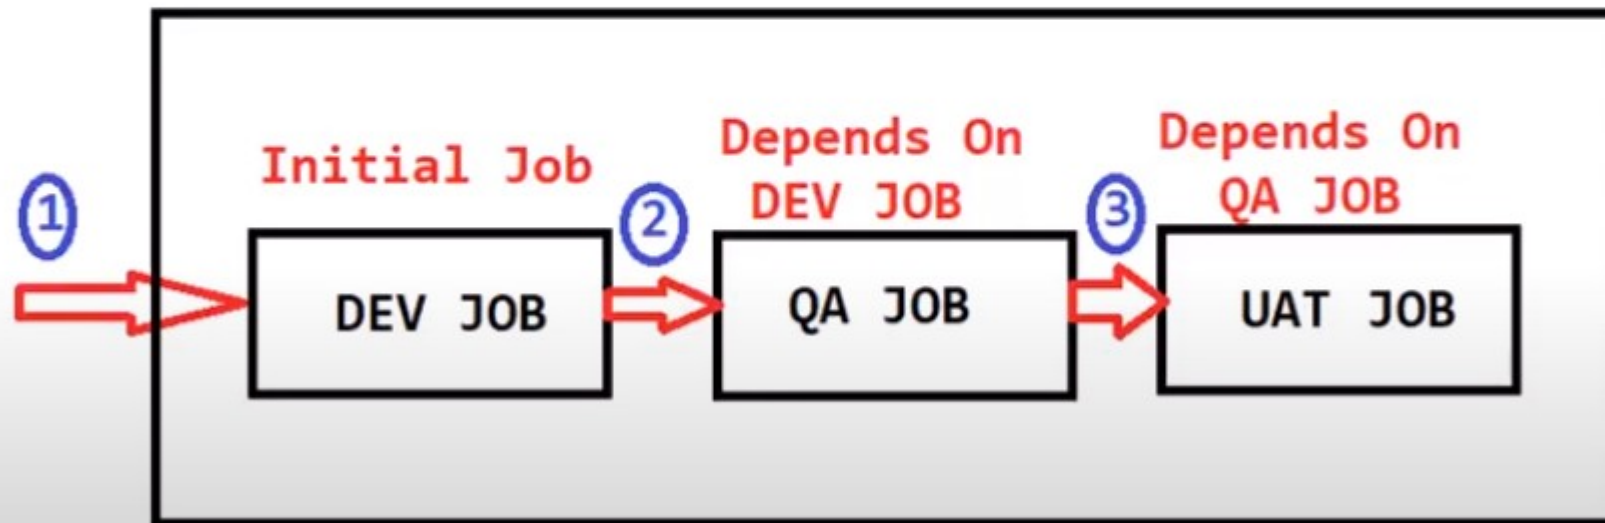 1
Initial Job
DEV JOB
2
Depends On
DEV JOB
QA JOB
3
Depends On
QA JOB
UAT JOB